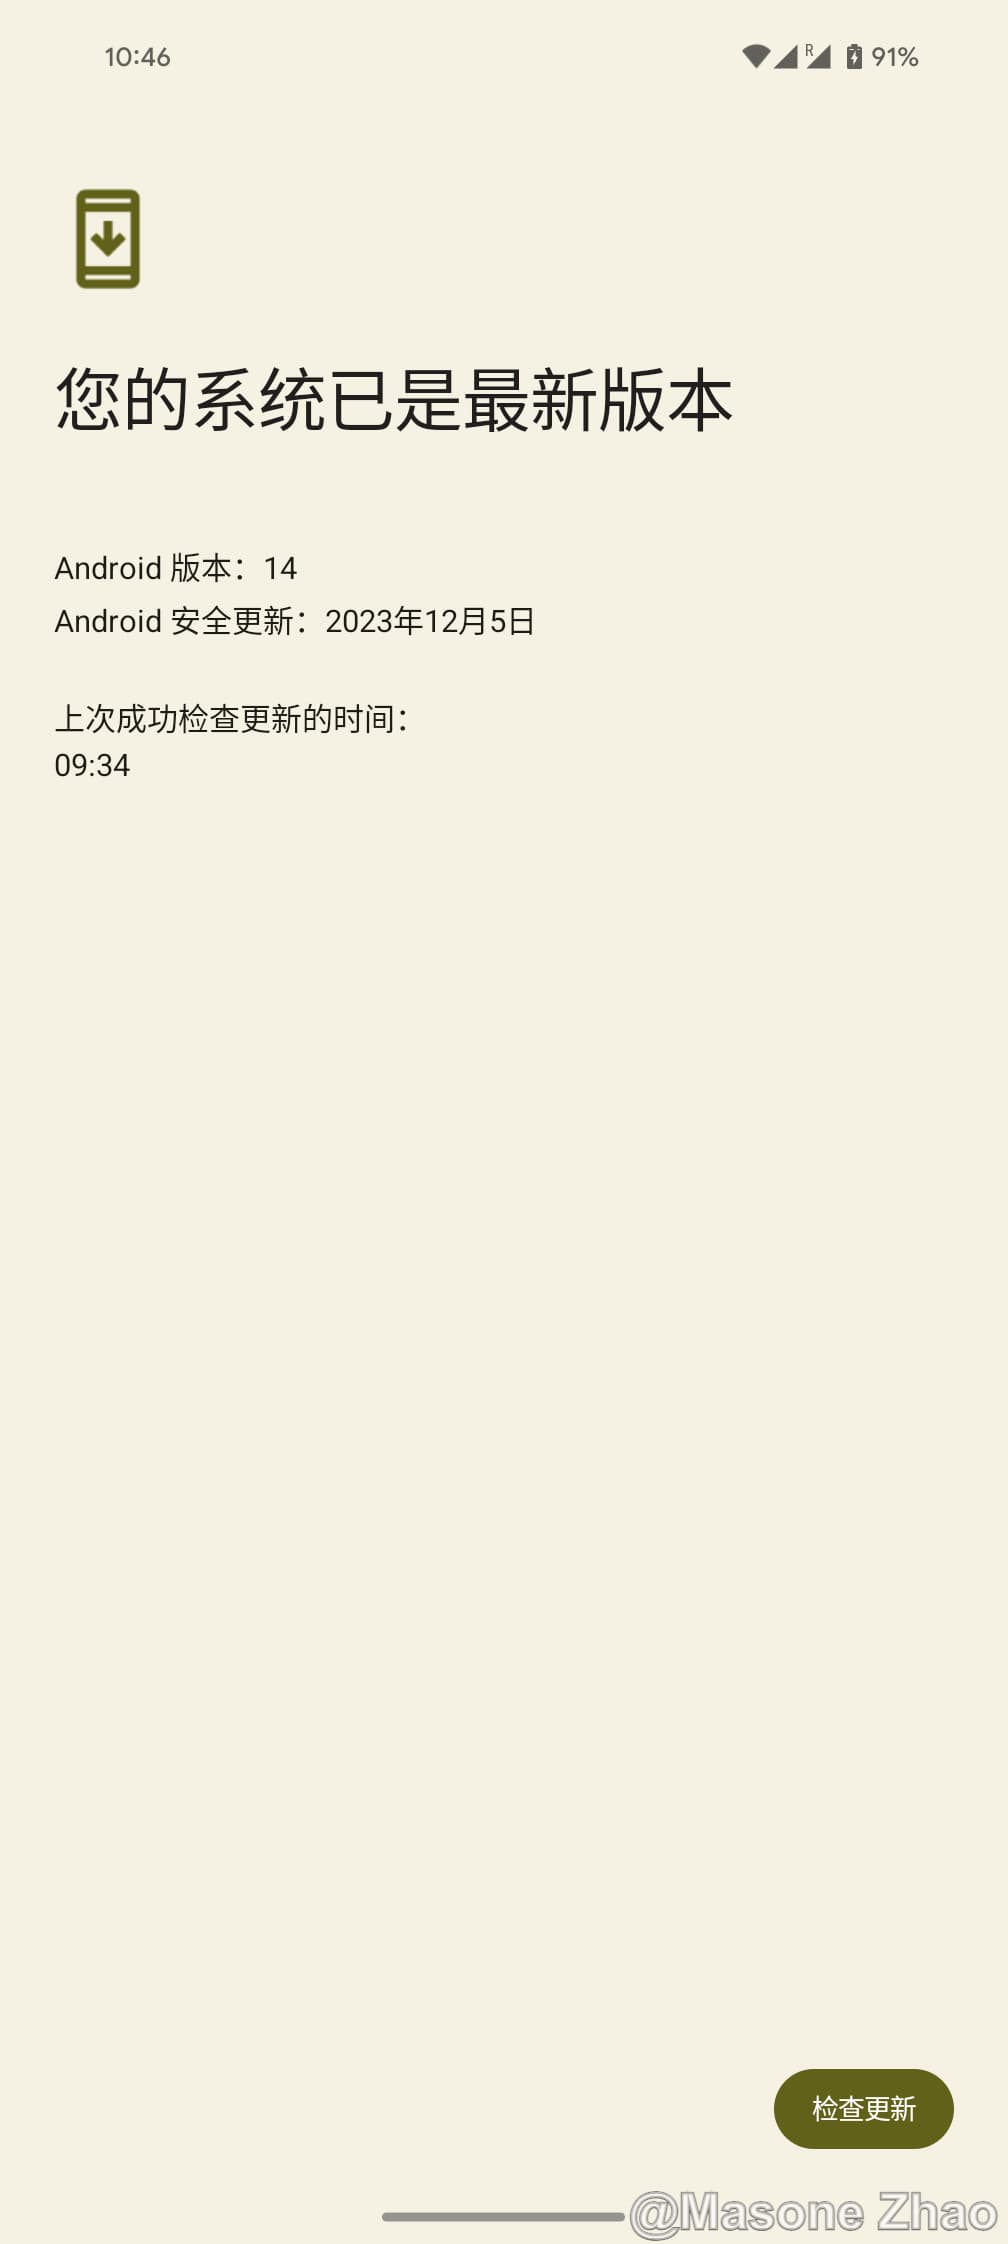 10:46
R
91%
您的系统已是最新版本
Android 版本：14
Android 安全更新：2023年12月5日
上次成功检查更新的时间：
09:34
检查更新
@Masone Zhao